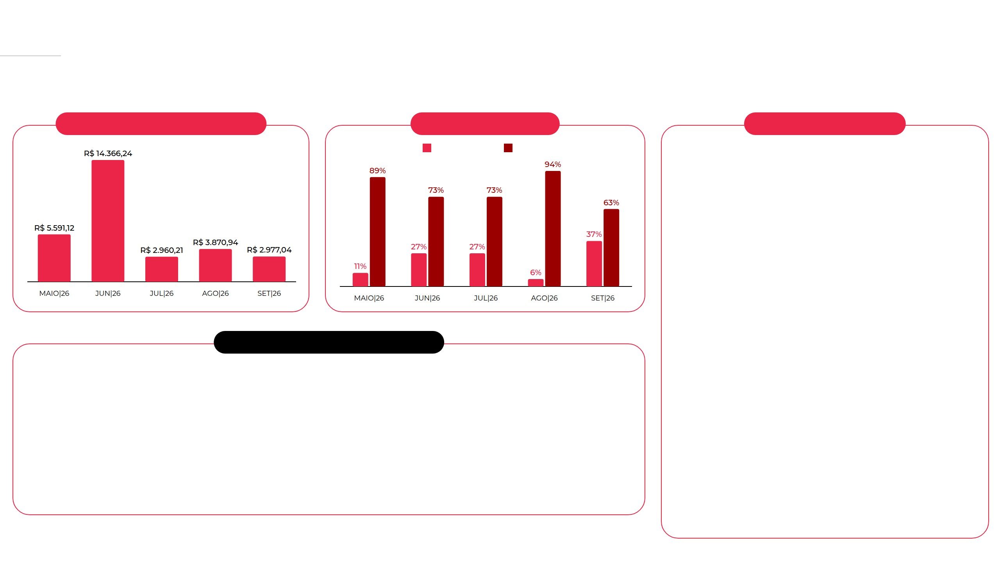 R$ 14.366,24
R$ 5.591,12
R$ 3.870,94
R$ 2.960,21
R$ 2.977,04
MAIO|26 JUN|26 JUL|26 AGO|26 SET|26
94%
89%
73% 73%
63%
37%
27% 27%
11%
6%
MAIO|26 JUN|26 JUL|26 AGO|26 SET|26